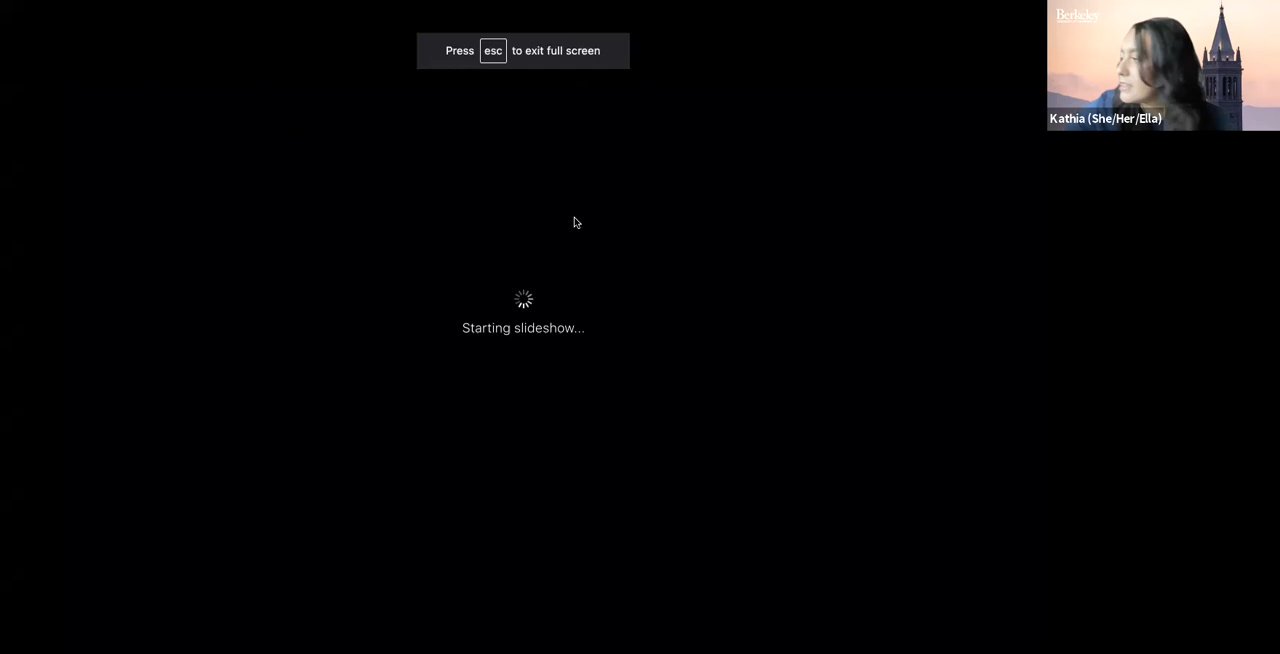 Press esc to exit full screen
Berkeley
Kathia (She/Her/Ella)
Starting slideshow...